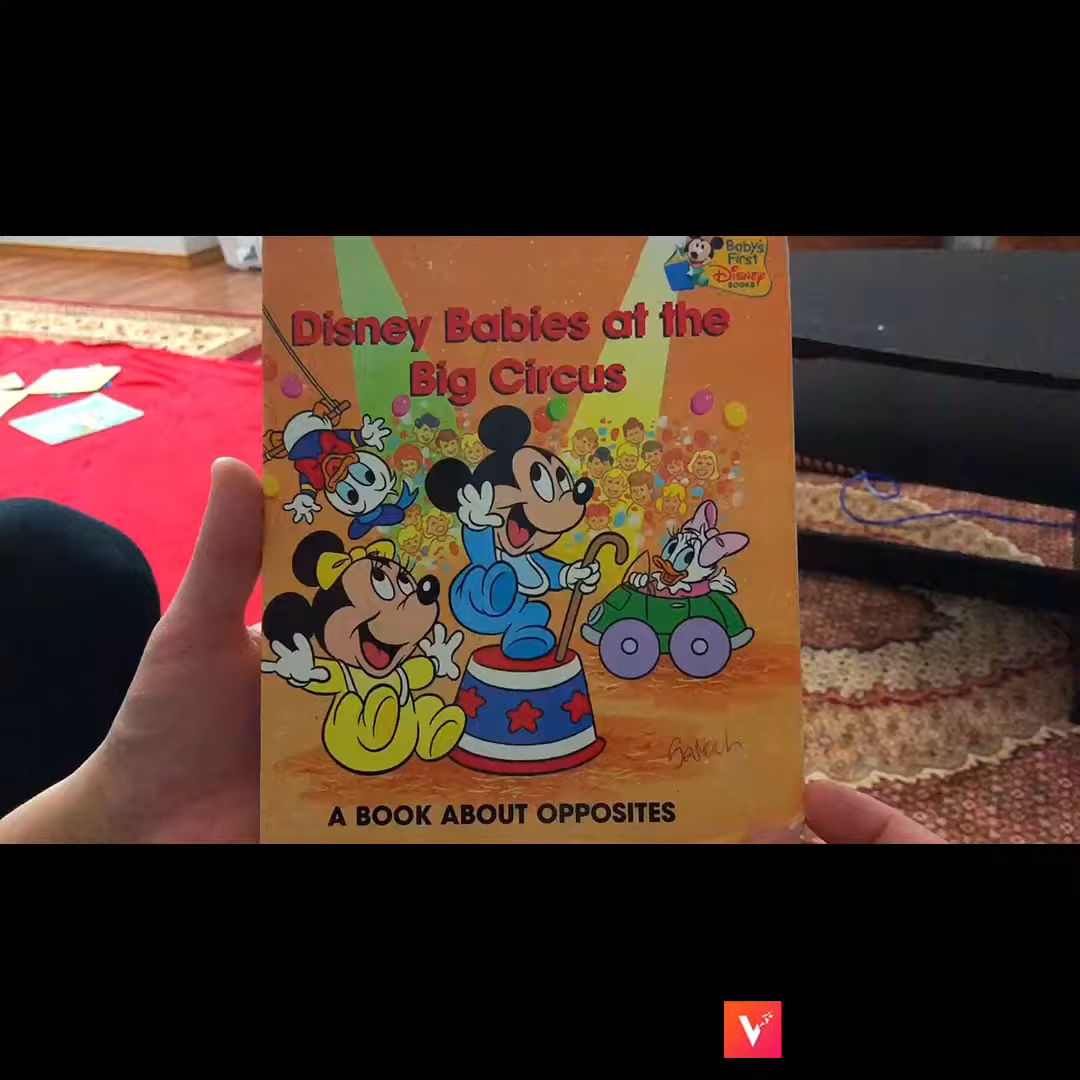 Baby's
First
Disney
BOOKS
Disney Babies at the
Big Circus
A BOOK ABOUT OPPOSITES